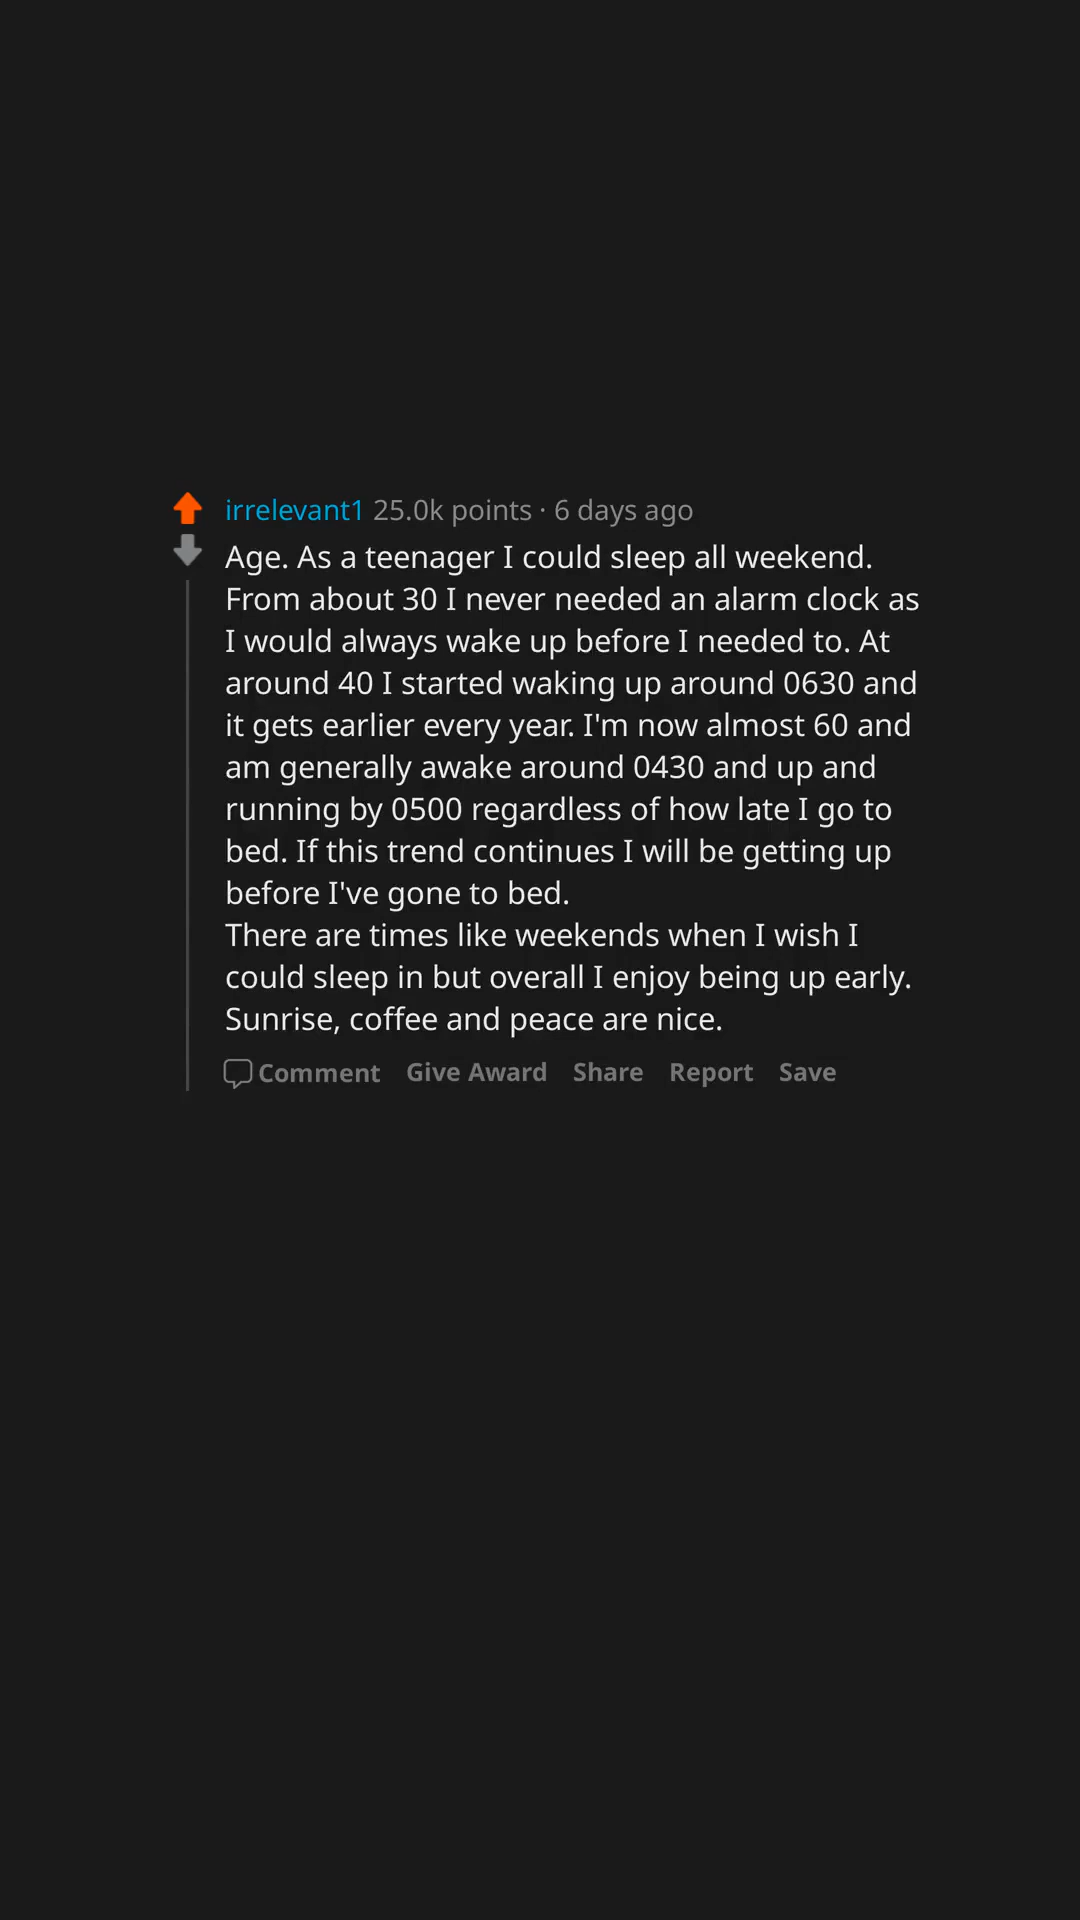 irrelevant1 25.0k points · 6 days ago
Age. As a teenager I could sleep all weekend.
From about 30 I never needed an alarm clock as
I would always wake up before I needed to. At
around 40 I started waking up around 0630 and
it gets earlier every year. I'm now almost 60 and
am generally awake around 0430 and up and
running by 0500 regardless of how late I go to
bed. If this trend continues I will be getting up
before I've gone to bed.
There are times like weekends when I wish I
could sleep in but overall I enjoy being up early.
Sunrise, coffee and peace are nice.
Comment Give Award Share Report Save